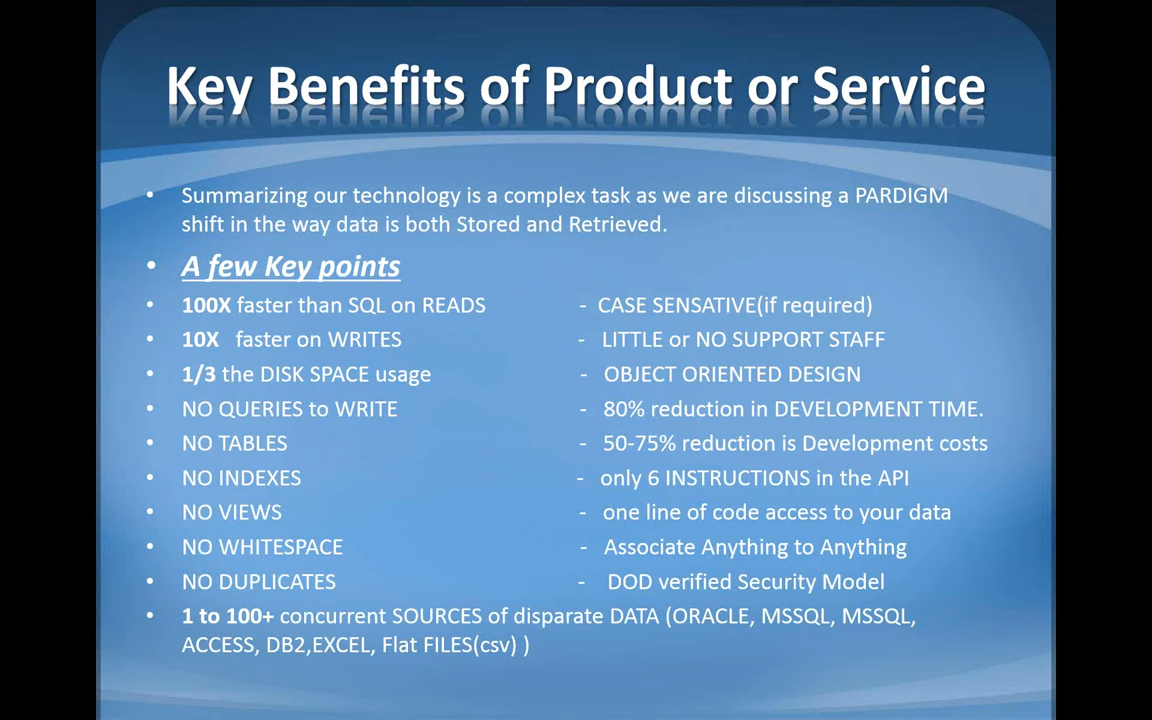 Key Benefits of Product or Service
• Summarizing our technology is a complex task as we are discussing a PARDIGM
shift in the way data is both Stored and Retrieved.
• A few Key points
• 100X faster than SQL on READS - CASE SENSATIVE(if required)
• 10X faster on WRITES - LITTLE or NO SUPPORT STAFF
• 1/3 the DISK SPACE usage - OBJECT ORIENTED DESIGN
• NO QUERIES to WRITE - 80% reduction in DEVELOPMENT TIME.
• NO TABLES - 50-75% reduction is Development costs
• NO INDEXES - only 6 INSTRUCTIONS in the API
• NO VIEWS - one line of code access to your data
• NO WHITESPACE - Associate Anything to Anything
• NO DUPLICATES - DOD verified Security Model
• 1 to 100+ concurrent SOURCES of disparate DATA (ORACLE, MSSQL, MSSQL,
ACCESS, DB2,EXCEL, Flat FILES(csv) )